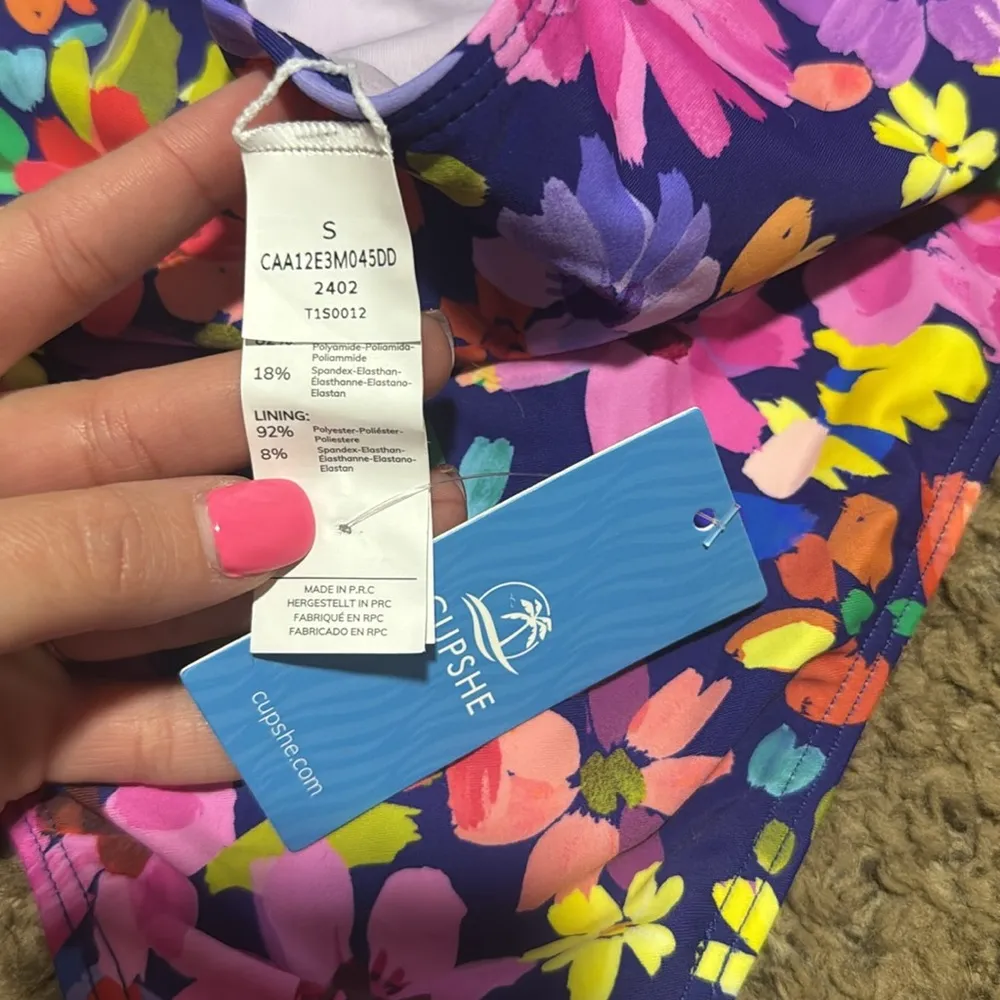 S
CAA12E3M045DD
2402
T1S0012
Polyamide-Poliamida-
Poliammide
18% Spandex-Elasthan-
Élasthanne-Elastano-
Elastan
LINING:
92% Polyester-Poliéster-
Poliestere
8% Spandex-Elasthan-
Élasthanne-Elastano-
Elastan
MADE IN P.R.C
HERGESTELLT IN PRC
FABRIQUÉ EN RPC
FABRICADO EN RPC
CUPSHE
cupshe.com